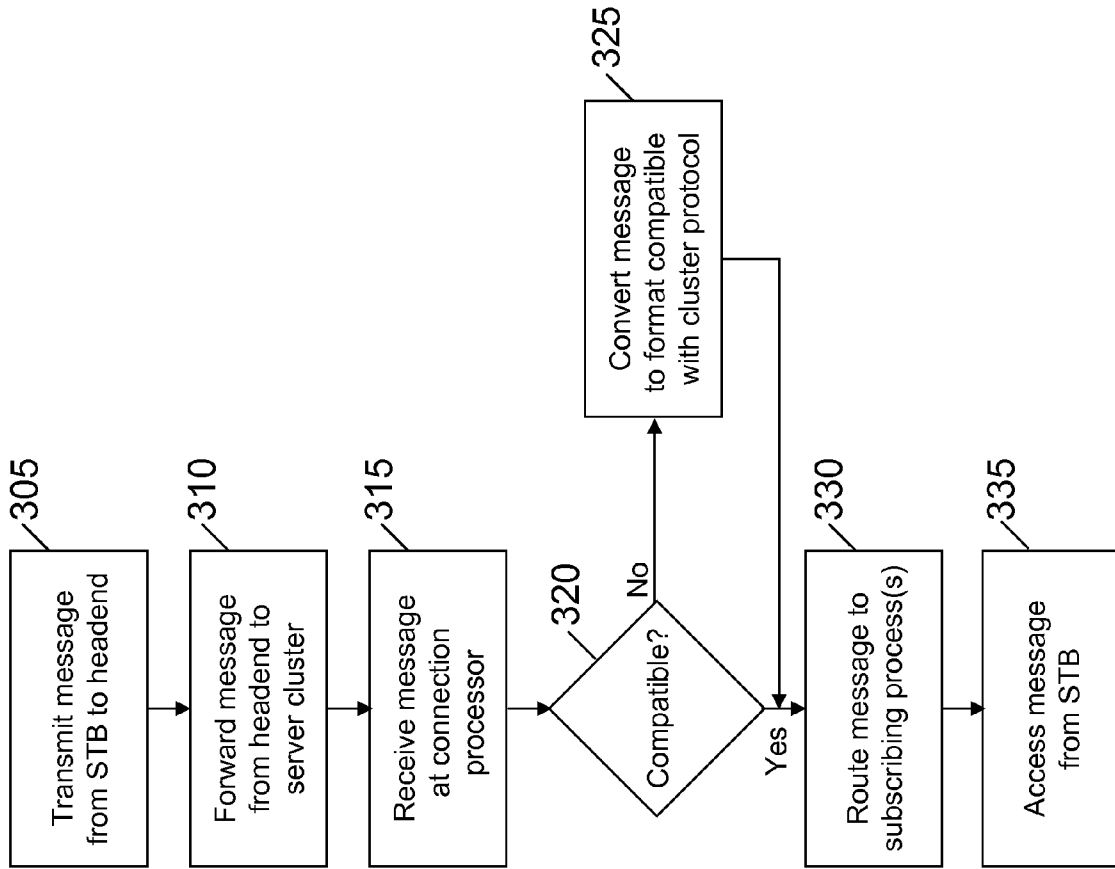 305
Transmit message
from STB to headend
310
Forward message
from headend to
server cluster
315
Receive message
at connection
processor
320
Compatible?
No
325
Convert message
to format compatible
with cluster protocol
Yes
330
Route message to
subscribing process(s)
335
Access message
from STB